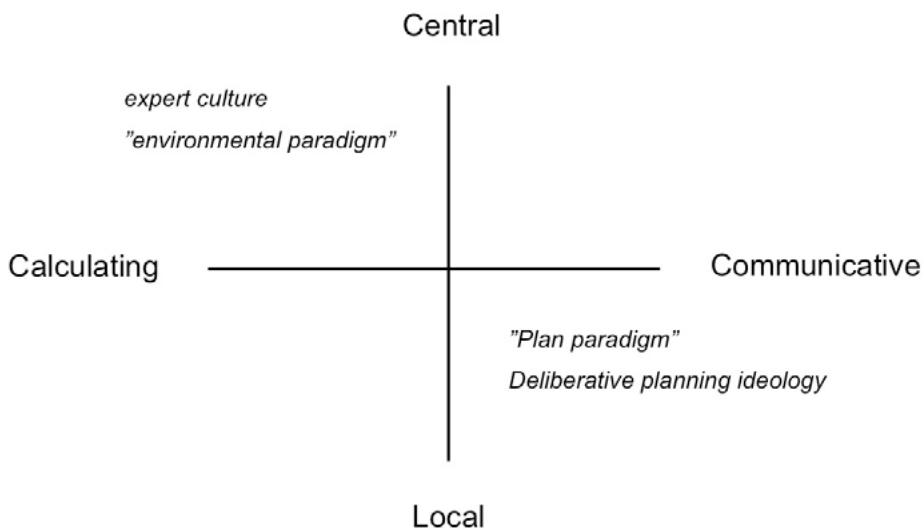 Central
expert culture
”environmental paradigm”
Calculating
Communicative
”Plan paradigm”
Deliberative planning ideology
Local